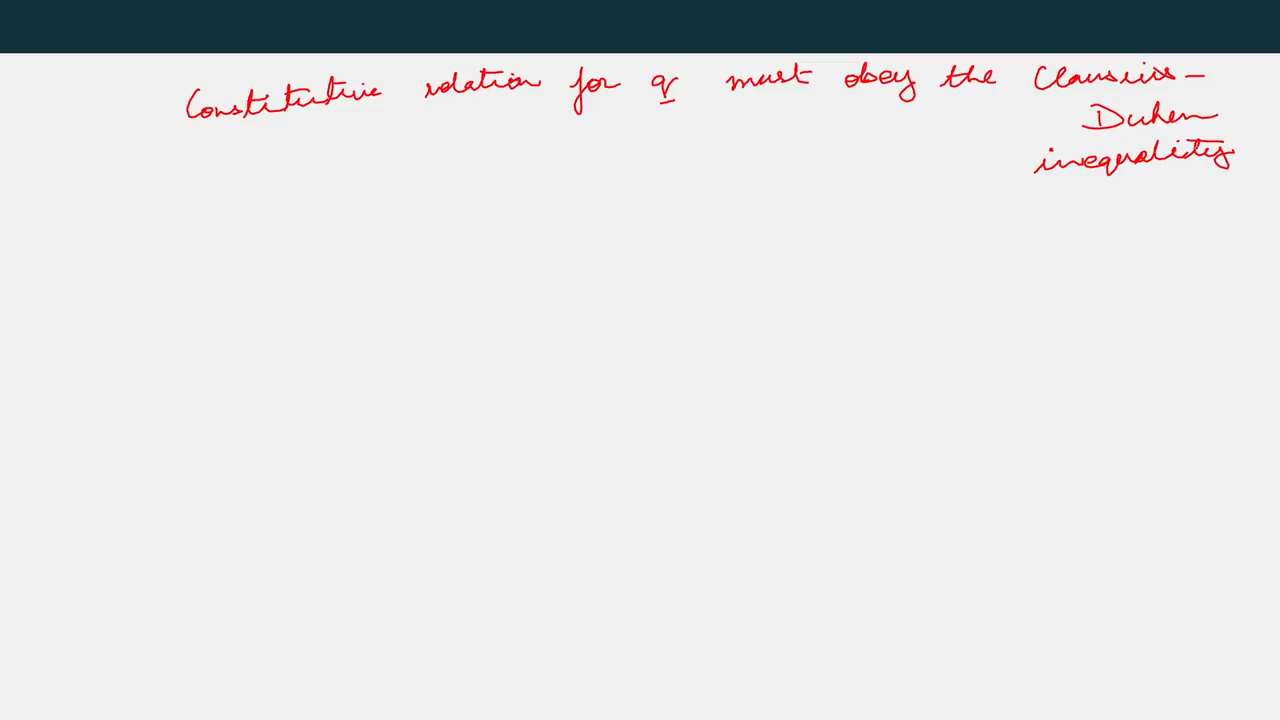 Constitutive relation for q must obey the Clausius-
Duhem
inequality